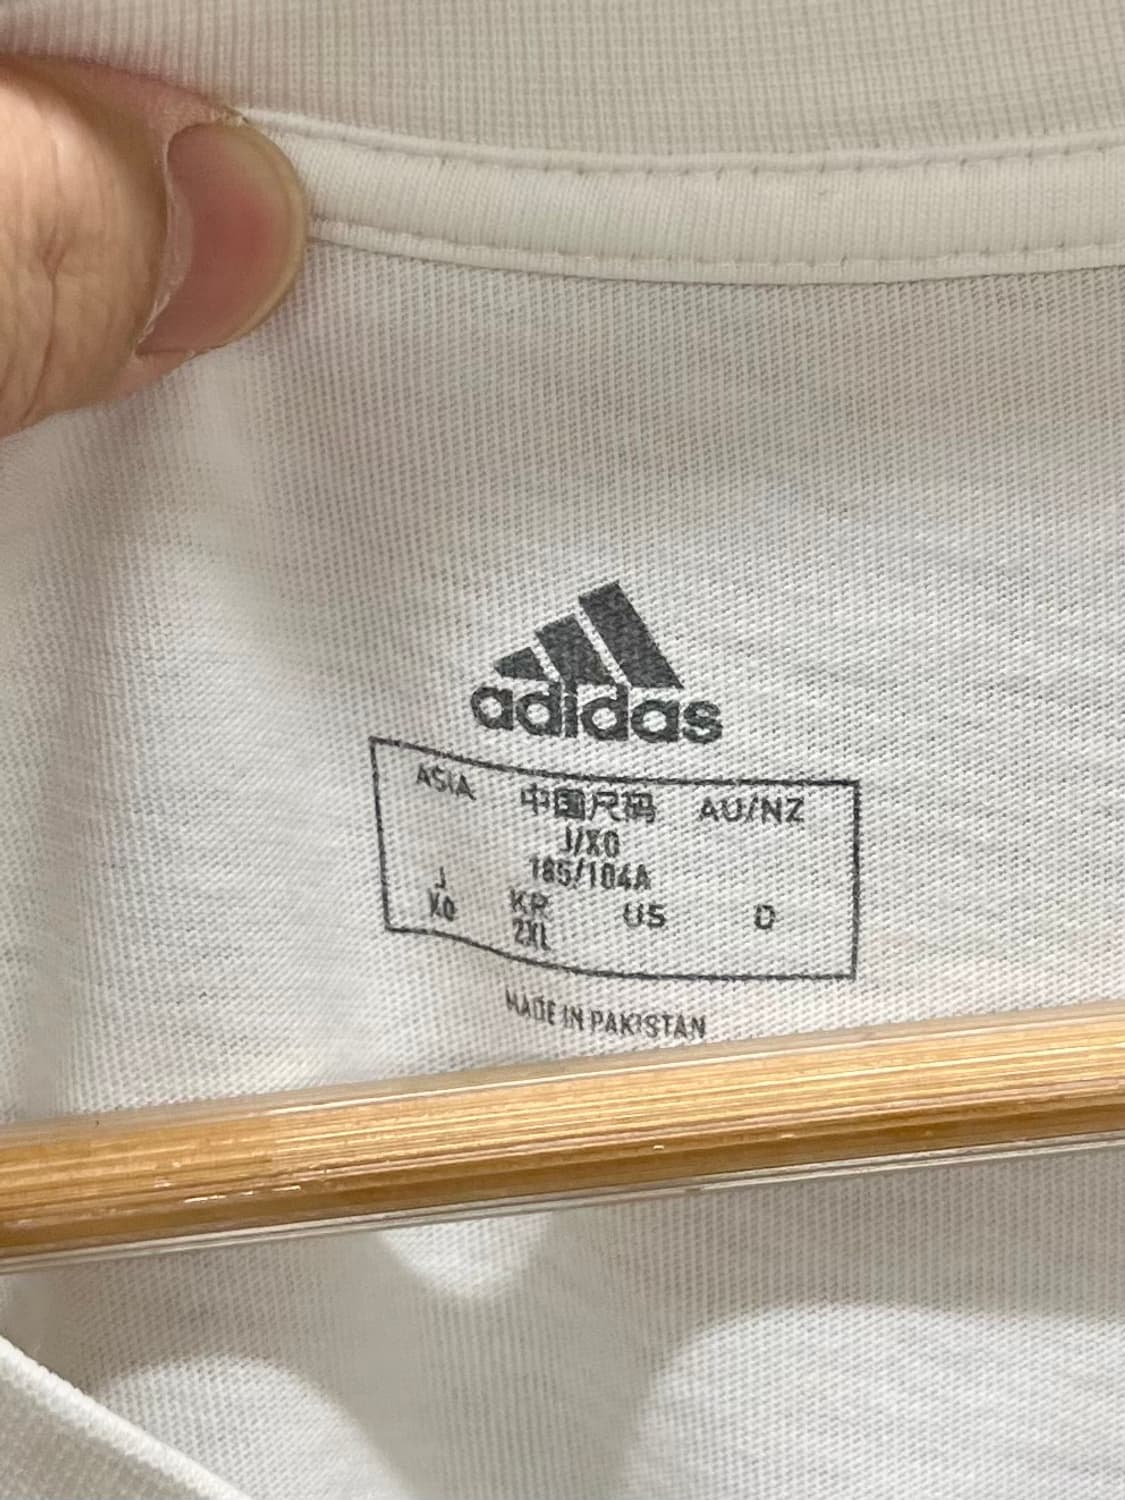 adidas
ASIA 中国尺码 AU/NZ
J/XO
185/104A
J
XO KR US D
2XL
MADE IN PAKISTAN